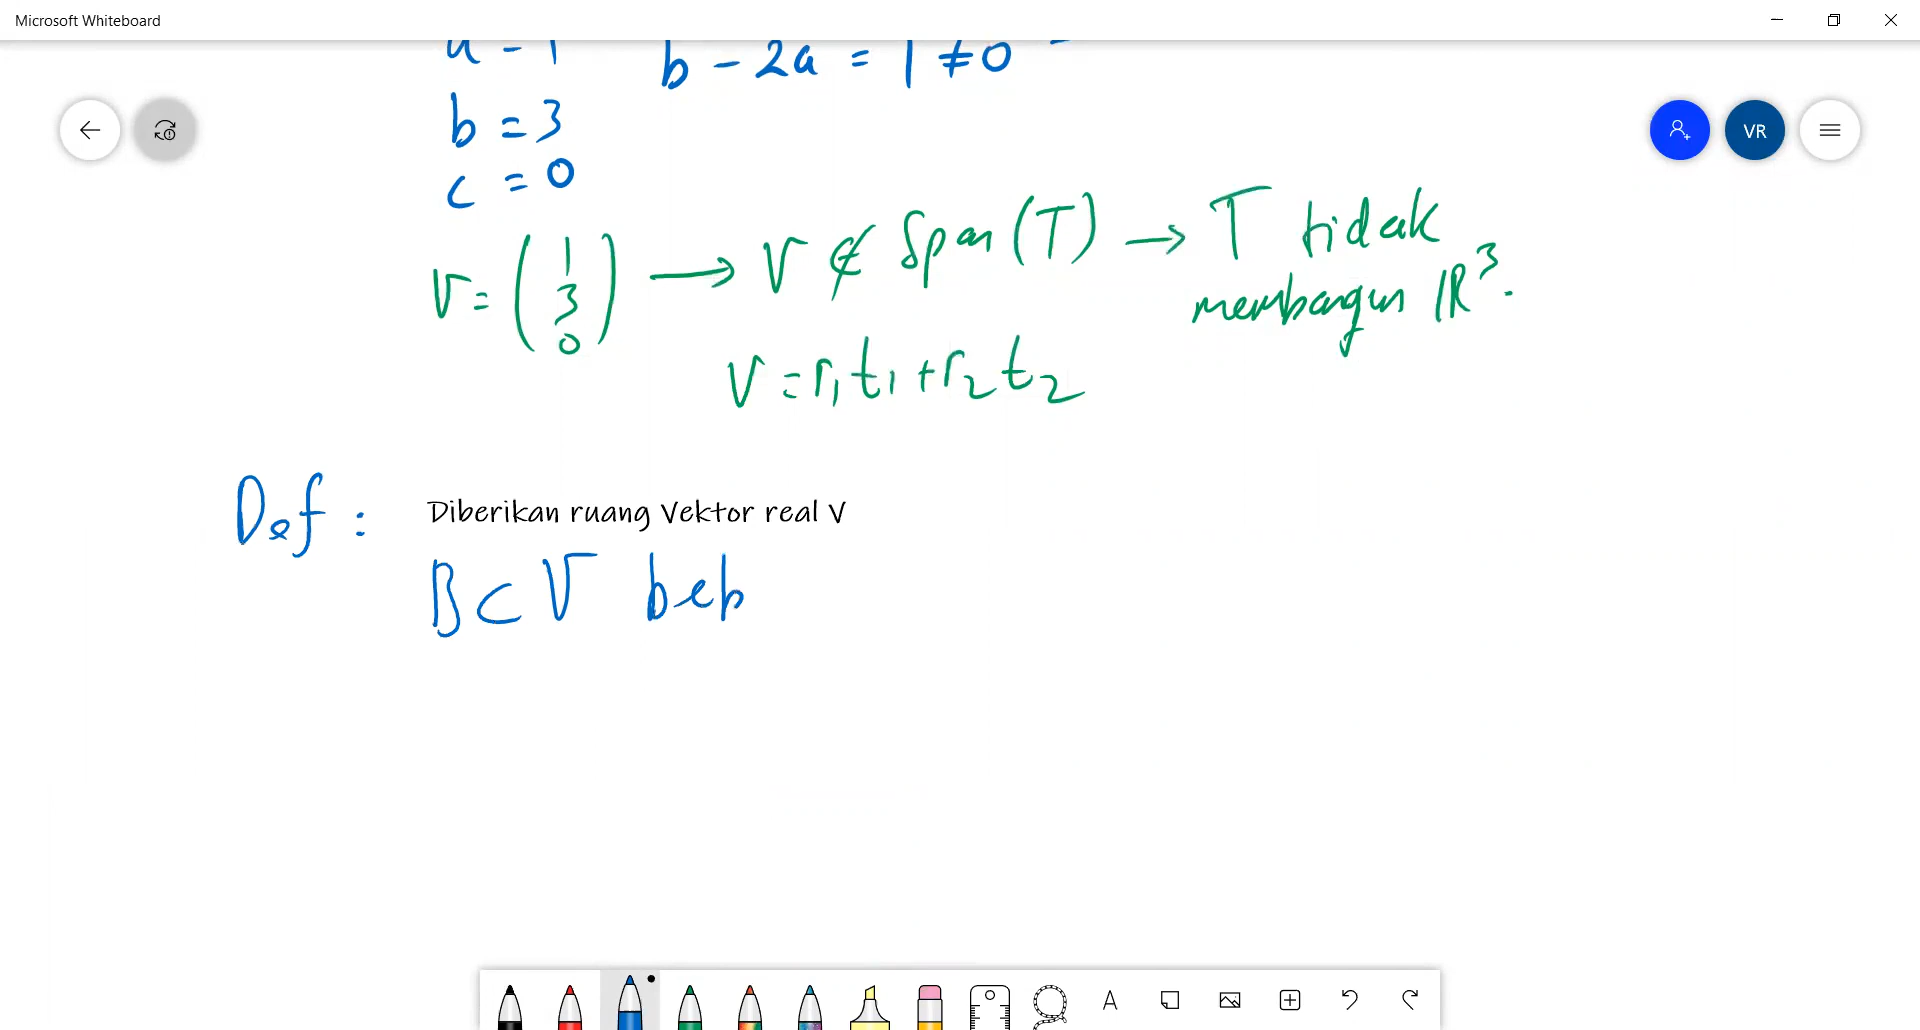 Microsoft Whiteboard
a = 1
b - 2a = 1 ≠ 0
b = 3
c = 0
VR
v = (1 3 0) → v ∉ Span (T) → T tidak
membangun ℝ³.
v = r₁t₁ + r₂t₂
Def : Diberikan ruang Vektor real V
B ⊂ V beb